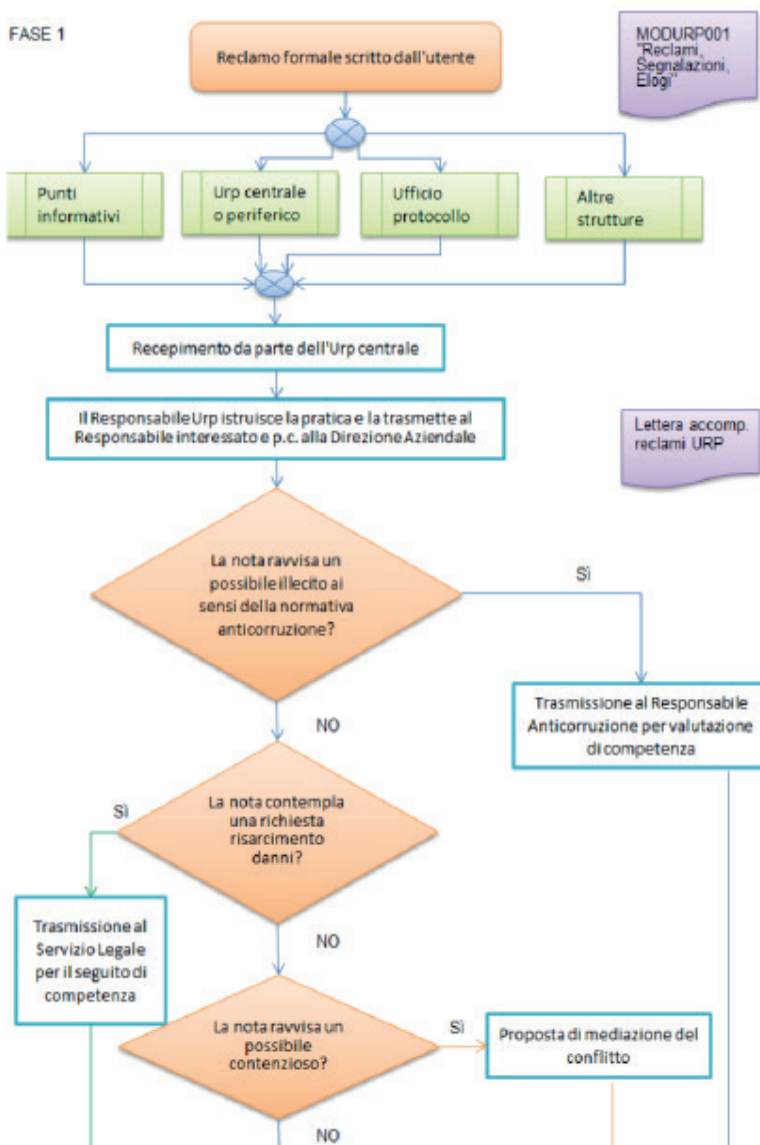 FASE 1
Reclamo formale scritto dall'utente
MODURP001
"Reclami,
Segnalazioni,
Elogi"
Punti
informativi
Urp centrale
o periferico
Ufficio
protocollo
Altre
strutture
Recepimento da parte dell'Urp centrale
Il Responsabile Urp istruisce la pratica e la trasmette al
Responsabile interessato e p.c. alla Direzione Aziendale
Lettera accomp.
reclami URP
La nota ravvisa un
possibile illecito ai
sensi della normativa
anticorruzione?
Sì
Trasmissione al Responsabile
Anticorruzione per valutazione
di competenza
NO
La nota contempla
una richiesta
risarcimento
danni?
Sì
Trasmissione al
Servizio Legale
per il seguito di
competenza
NO
La nota ravvisa un
possibile
contenzioso?
Sì
Proposta di mediazione del
conflitto
NO